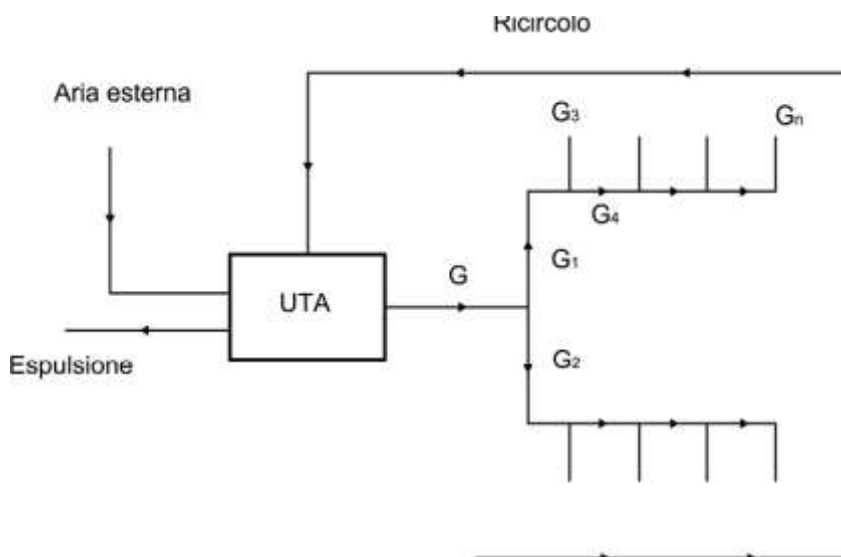 Ricircolo
Aria esterna
G3
Gn
G4
G
G1
UTA
G2
Espulsione